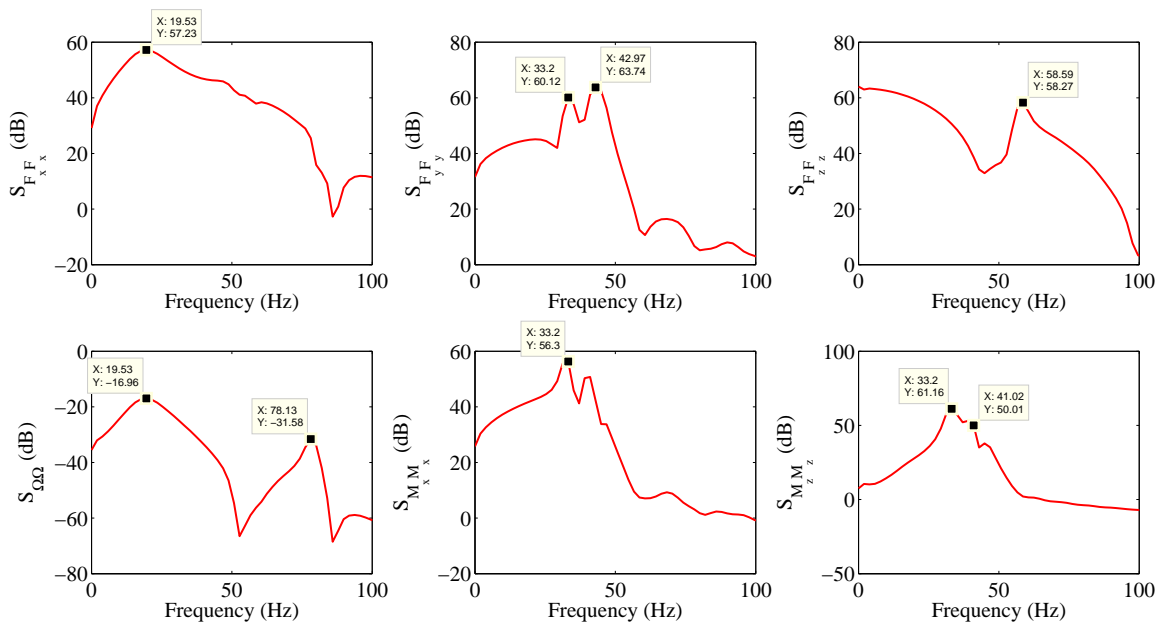 X: 19.53
Y: 57.23
60
40
20
0
−20
0
50
100
Frequency (Hz)
S_{F_x F_x} (dB)
X: 33.2
Y: 60.12
X: 42.97
Y: 63.74
80
60
40
20
0
0
50
100
Frequency (Hz)
S_{F_y F_y} (dB)
X: 58.59
Y: 58.27
80
60
40
20
0
0
50
100
Frequency (Hz)
S_{F_z F_z} (dB)
X: 19.53
Y: −16.96
X: 78.13
Y: −31.58
0
−20
−40
−60
−80
0
50
100
Frequency (Hz)
S_{ΩΩ} (dB)
X: 33.2
Y: 56.3
60
40
20
0
−20
0
50
100
Frequency (Hz)
S_{M_x M_x} (dB)
X: 33.2
Y: 61.16
X: 41.02
Y: 50.01
100
50
0
−50
0
50
100
Frequency (Hz)
S_{M_z M_z} (dB)